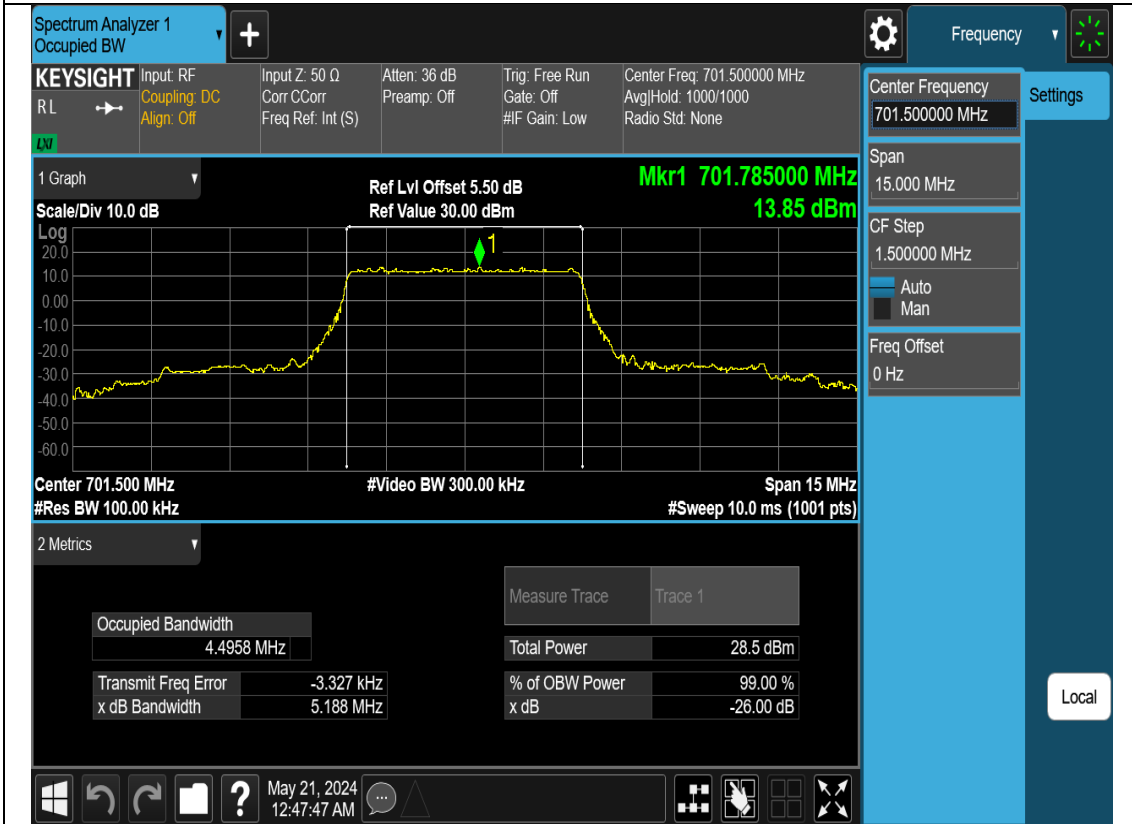 Spectrum Analyzer 1
Occupied BW
▼
+
Frequency ▼
KEYSIGHT
RL
LXI
Input: RF
Coupling: DC
Align: Off
Input Z: 50 Ω
Corr CCorr
Freq Ref: Int (S)
Atten: 36 dB
Preamp: Off
Trig: Free Run
Gate: Off
#IF Gain: Low
Center Freq: 701.500000 MHz
Avg|Hold: 1000/1000
Radio Std: None
1 Graph ▼
Scale/Div 10.0 dB
Ref Lvl Offset 5.50 dB
Ref Value 30.00 dBm
Mkr1 701.785000 MHz
13.85 dBm
Log
20.0
10.0
0.00
-10.0
-20.0
-30.0
-40.0
-50.0
-60.0
1
Center 701.500 MHz
#Res BW 100.00 kHz
#Video BW 300.00 kHz
Span 15 MHz
#Sweep 10.0 ms (1001 pts)
2 Metrics ▼
Measure Trace Trace 1
Occupied Bandwidth
4.4958 MHz
Total Power 28.5 dBm
Transmit Freq Error -3.327 kHz
% of OBW Power 99.00 %
x dB Bandwidth 5.188 MHz
x dB -26.00 dB
Center Frequency
701.500000 MHz
Settings
Span
15.000 MHz
CF Step
1.500000 MHz
Auto
Man
Freq Offset
0 Hz
Local
?
May 21, 2024
12:47:47 AM